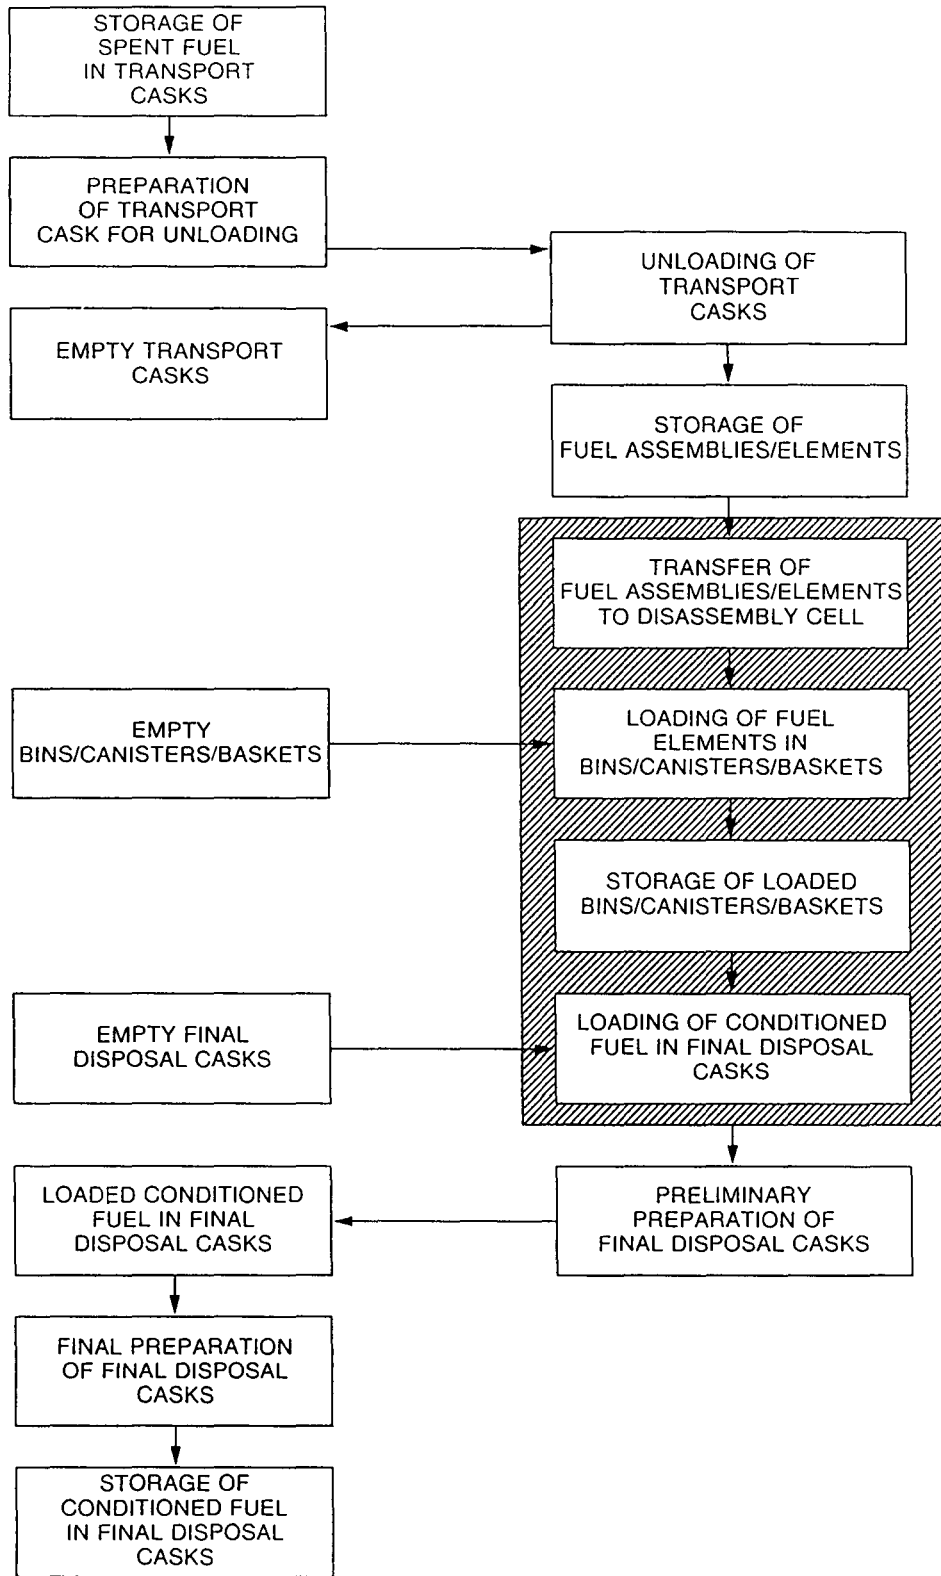 STORAGE OF
SPENT FUEL
IN TRANSPORT
CASKS
PREPARATION
OF TRANSPORT
CASK FOR UNLOADING
UNLOADING OF
TRANSPORT
CASKS
EMPTY TRANSPORT
CASKS
STORAGE OF
FUEL ASSEMBLIES/ELEMENTS
TRANSFER OF
FUEL ASSEMBLIES/ELEMENTS
TO DISASSEMBLY CELL
EMPTY
BINS/CANISTERS/BASKETS
LOADING OF FUEL
ELEMENTS IN
BINS/CANISTERS/BASKETS
STORAGE OF LOADED
BINS/CANISTERS/BASKETS
EMPTY FINAL
DISPOSAL CASKS
LOADING OF CONDITIONED
FUEL IN FINAL DISPOSAL
CASKS
LOADED CONDITIONED
FUEL IN FINAL
DISPOSAL CASKS
PRELIMINARY
PREPARATION OF
FINAL DISPOSAL CASKS
FINAL PREPARATION
OF FINAL DISPOSAL
CASKS
STORAGE OF
CONDITIONED FUEL
IN FINAL DISPOSAL
CASKS